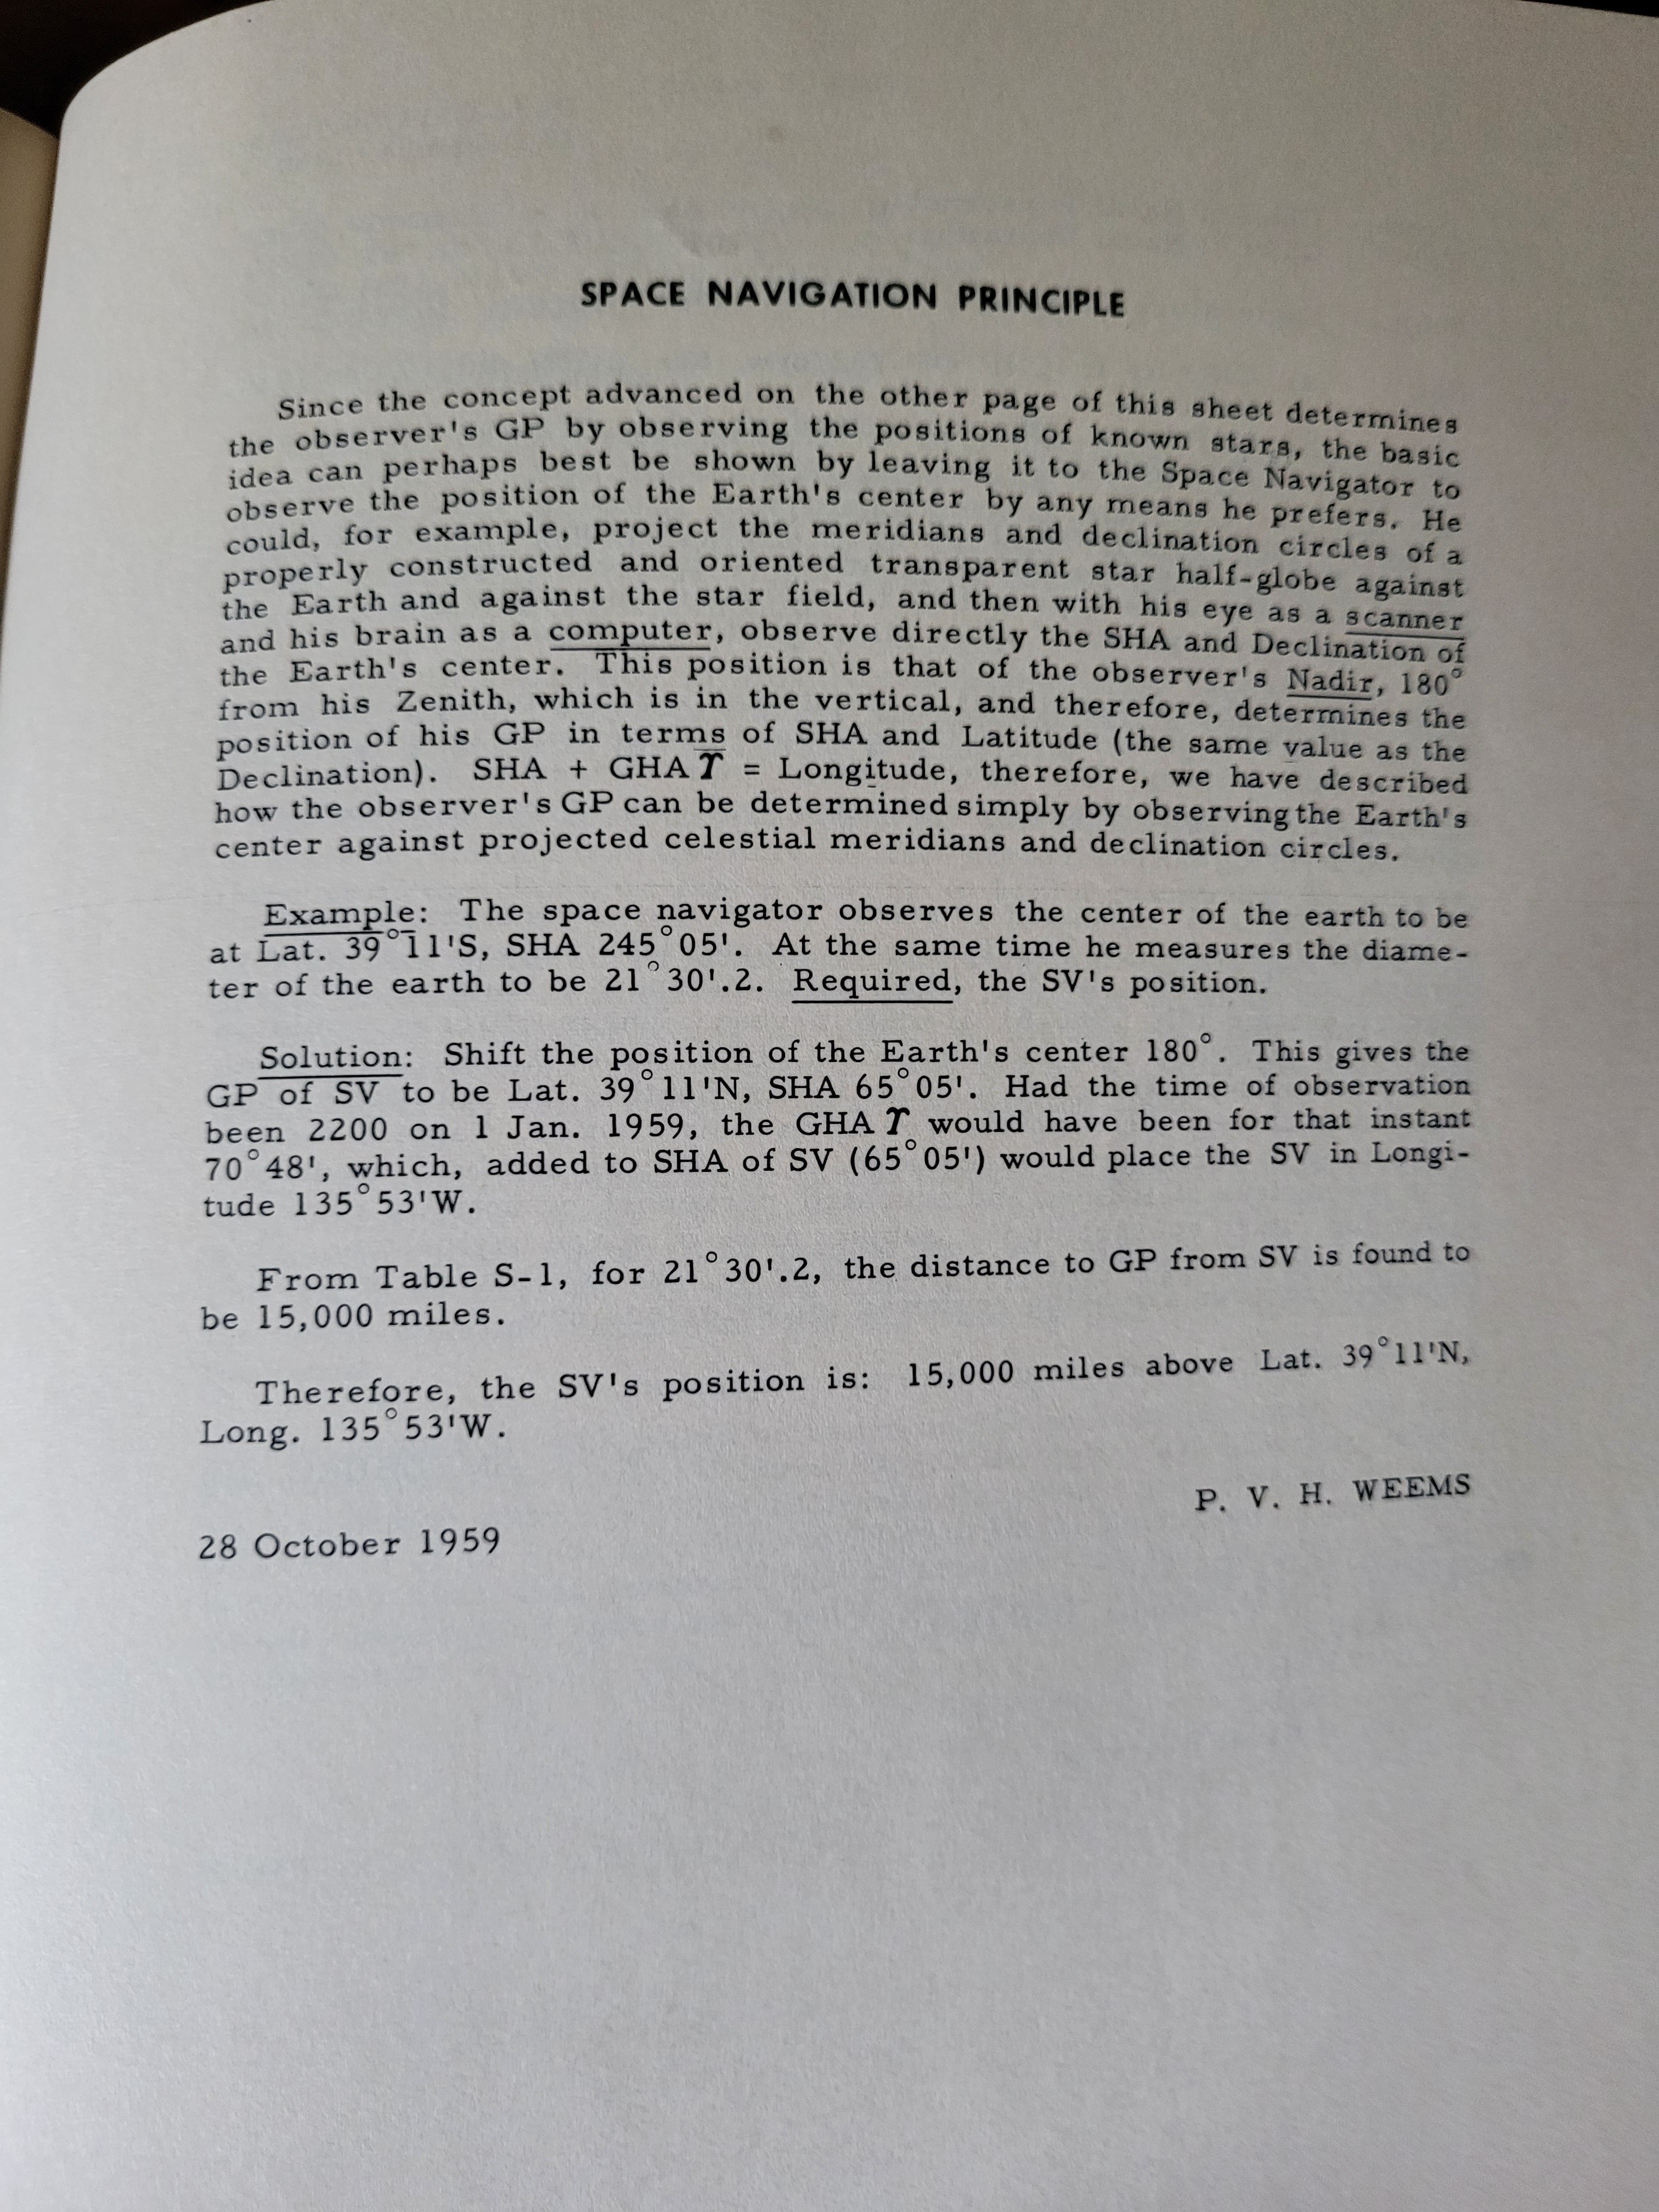 SPACE NAVIGATION PRINCIPLE
Since the concept advanced on the other page of this sheet determines
the observer's GP by observing the positions of known stars, the basic
idea can perhaps best be shown by leaving it to the Space Navigator to
observe the position of the Earth's center by any means he prefers. He
could, for example, project the meridians and declination circles of a
properly constructed and oriented transparent star half-globe against
the Earth and against the star field, and then with his eye as a scanner
and his brain as a computer, observe directly the SHA and Declination of
the Earth's center. This position is that of the observer's Nadir, 180°
from his Zenith, which is in the vertical, and therefore, determines the
position of his GP in terms of SHA and Latitude (the same value as the
Declination). SHA + GHA ♈ = Longitude, therefore, we have described
how the observer's GP can be determined simply by observing the Earth's
center against projected celestial meridians and declination circles.
Example: The space navigator observes the center of the earth to be
at Lat. 39°11'S, SHA 245°05'. At the same time he measures the diame-
ter of the earth to be 21°30'.2. Required, the SV's position.
Solution: Shift the position of the Earth's center 180°. This gives the
GP of SV to be Lat. 39°11'N, SHA 65°05'. Had the time of observation
been 2200 on 1 Jan. 1959, the GHA ♈ would have been for that instant
70°48', which, added to SHA of SV (65°05') would place the SV in Longi-
tude 135°53'W.
From Table S-1, for 21°30'.2, the distance to GP from SV is found to
be 15,000 miles.
Therefore, the SV's position is: 15,000 miles above Lat. 39°11'N,
Long. 135°53'W.
P. V. H. WEEMS
28 October 1959